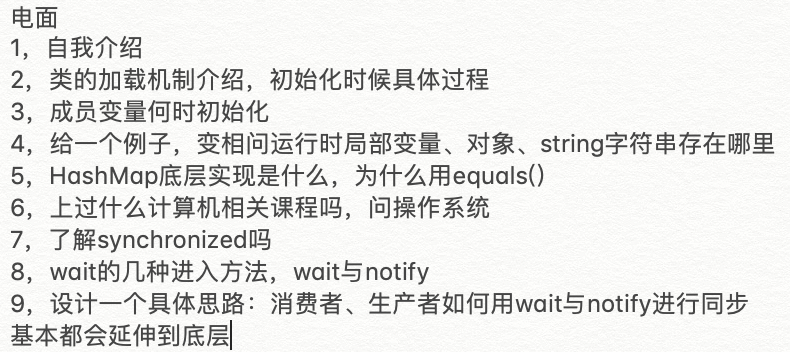 电面
1，自我介绍
2，类的加载机制介绍，初始化时候具体过程
3，成员变量何时初始化
4，给一个例子，变相问运行时局部变量、对象、string字符串存在哪里
5，HashMap底层实现是什么，为什么用equals()
6，上过什么计算机相关课程吗，问操作系统
7，了解synchronized吗
8，wait的几种进入方法，wait与notify
9，设计一个具体思路：消费者、生产者如何用wait与notify进行同步
基本都会延伸到底层